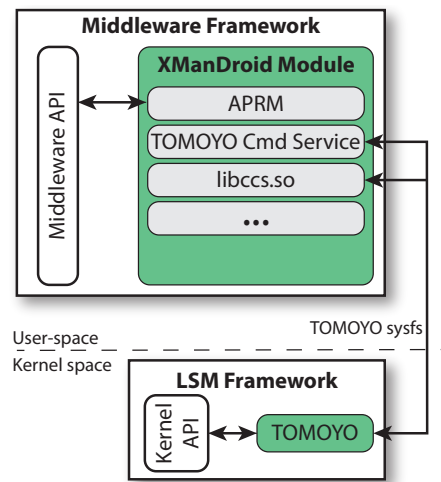 Middleware Framework
XManDroid Module
Middleware API
APRM
TOMOYO Cmd Service
libccs.so
...
TOMOYO sysfs
User-space
Kernel space
LSM Framework
Kernel
API
TOMOYO